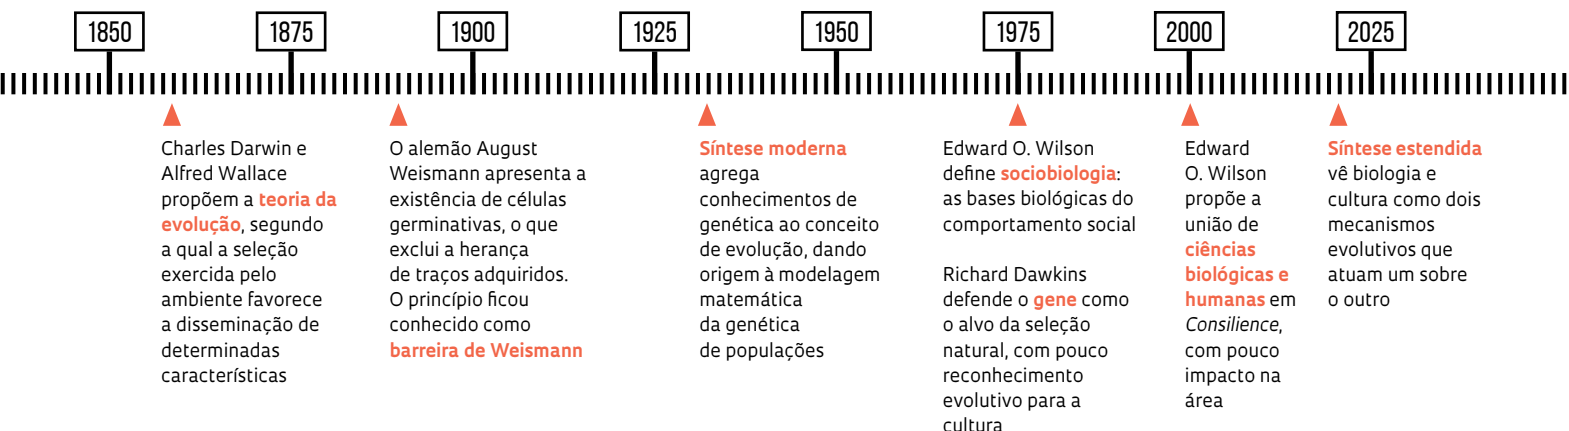 1850
1875
1900
1925
1950
1975
2000
2025
Charles Darwin e
Alfred Wallace
propõem a teoria da
evolução, segundo
a qual a seleção
exercida pelo
ambiente favorece
a disseminação de
determinadas
características
O alemão August
Weismann apresenta a
existência de células
germinativas, o que
exclui a herança
de traços adquiridos.
O princípio ficou
conhecido como
barreira de Weismann
Síntese moderna
agrega
conhecimentos de
genética ao conceito
de evolução, dando
origem à modelagem
matemática
da genética
de populações
Edward O. Wilson
define sociobiologia:
as bases biológicas do
comportamento social
Richard Dawkins
defende o gene como
o alvo da seleção
natural, com pouco
reconhecimento
evolutivo para a
cultura
Edward
O. Wilson
propõe a
união de
ciências
biológicas e
humanas em
Consilience,
com pouco
impacto na
área
Síntese estendida
vê biologia e
cultura como dois
mecanismos
evolutivos que
atuam um sobre
o outro